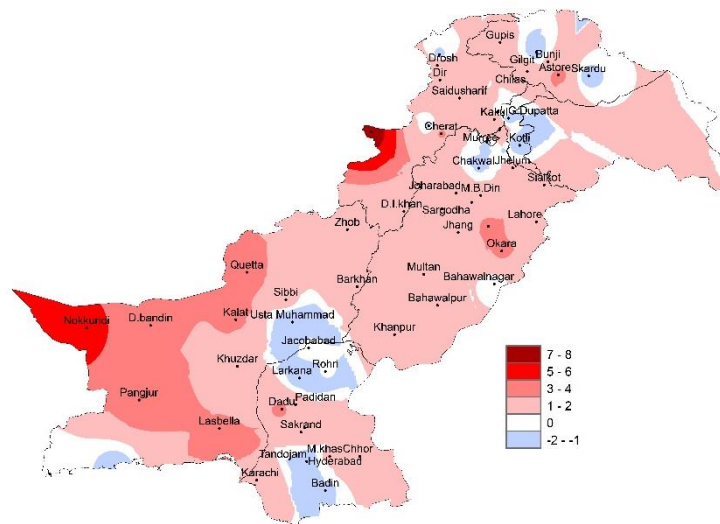 Gupis
Drosh
Gilgit
Bunji
Dir
Astore
Skardu
Chilas
Saidusharif
Kakul
G.Dupatta
Cherat
Murree
Kotli
Chakwal
Jhelum
Sialkot
Joharabad
M.B.Din
D.I.khan
Sargodha
Lahore
Zhob
Jhang
Okara
Quetta
Multan
Barkhan
Bahawalnagar
Sibbi
Bahawalpur
Nokkundi
D.bandin
Kalat
Usta Muhammad
Khanpur
Jacobabad
Khuzdar
Rohri
Larkana
Panjgur
Dadu
Padidan
Lasbella
Sakrand
Tandojam
M.khas
Chhor
Hyderabad
Karachi
Badin
7 - 8
5 - 6
3 - 4
1 - 2
0
-2 - -1